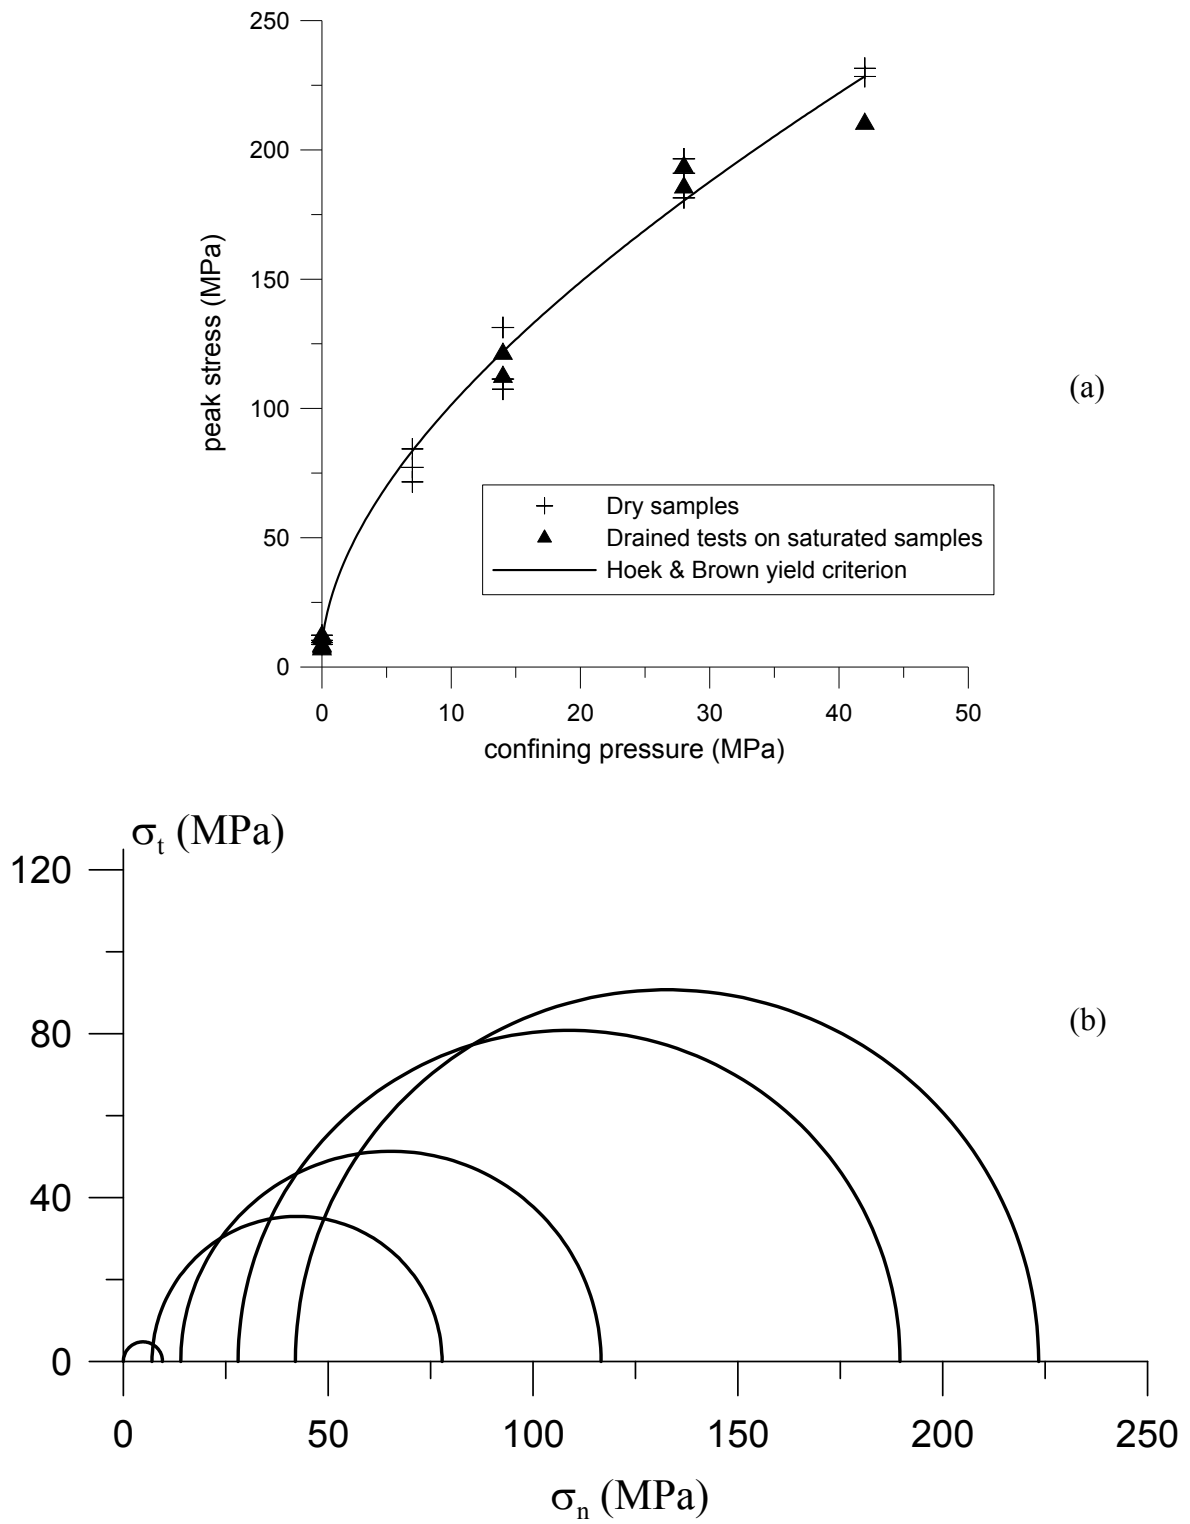 250
200
150
100
50
0
peak stress (MPa)
(a)
Dry samples
Drained tests on saturated samples
Hoek & Brown yield criterion
0 10 20 30 40 50
confining pressure (MPa)
σt (MPa)
120
80
40
0
(b)
0 50 100 150 200 250
σn (MPa)